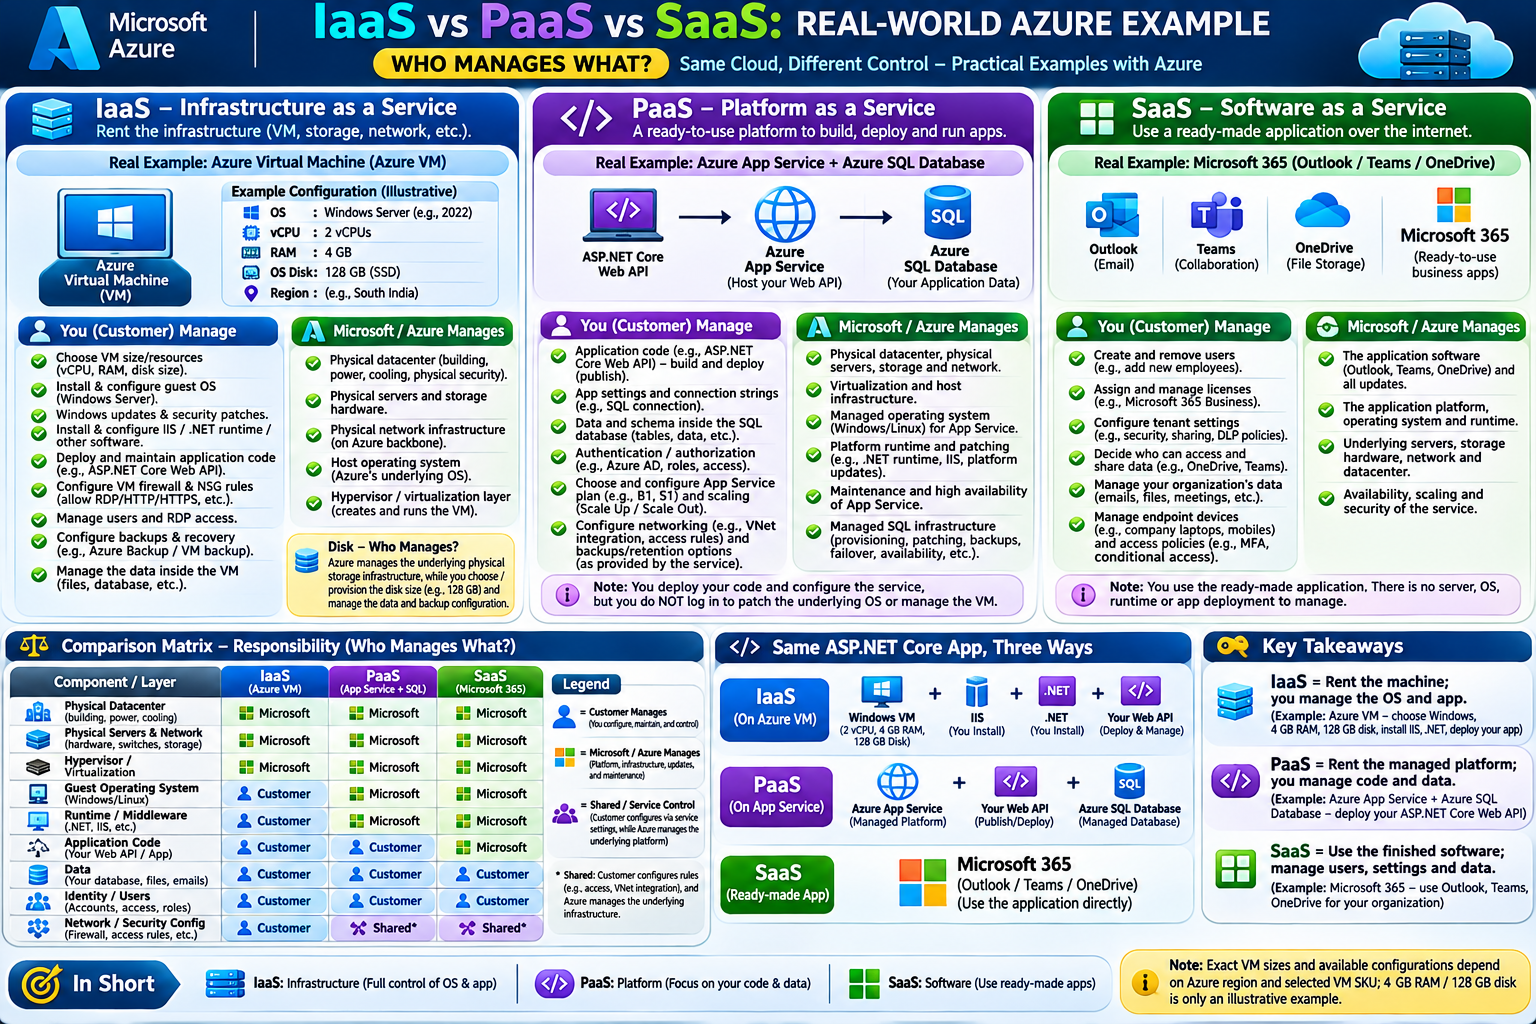 Microsoft
Azure
IaaS vs PaaS vs SaaS: REAL-WORLD AZURE EXAMPLE
WHO MANAGES WHAT?
Same Cloud, Different Control – Practical Examples with Azure
IaaS – Infrastructure as a Service
Rent the infrastructure (VM, storage, network, etc.).
Real Example: Azure Virtual Machine (Azure VM)
Azure
Virtual Machine
(VM)
Example Configuration (Illustrative)
OS : Windows Server (e.g., 2022)
vCPU : 2 vCPUs
RAM : 4 GB
OS Disk: 128 GB (SSD)
Region : (e.g., South India)
You (Customer) Manage
Choose VM size/resources
(vCPU, RAM, disk size).
Install & configure guest OS
(Windows Server).
Windows updates & security patches.
Install & configure IIS / .NET runtime /
other software.
Deploy and maintain application code
(e.g., ASP.NET Core Web API).
Configure VM firewall & NSG rules
(allow RDP/HTTP/HTTPS, etc.).
Manage users and RDP access.
Configure backups & recovery
(e.g., Azure Backup / VM backup).
Manage the data inside the VM
(files, database, etc.).
Microsoft / Azure Manages
Physical datacenter (building,
power, cooling, physical security).
Physical servers and storage
hardware.
Physical network infrastructure
(on Azure backbone).
Host operating system
(Azure's underlying OS).
Hypervisor / virtualization layer
(creates and runs the VM).
Disk – Who Manages?
Azure manages the underlying physical
storage infrastructure, while you choose /
provision the disk size (e.g., 128 GB) and
manage the data and backup configuration.
</> PaaS – Platform as a Service
A ready-to-use platform to build, deploy and run apps.
Real Example: Azure App Service + Azure SQL Database
</>
ASP.NET Core
Web API
Azure
App Service
(Host your Web API)
SQL
Azure
SQL Database
(Your Application Data)
You (Customer) Manage
Application code (e.g., ASP.NET
Core Web API) – build and deploy
(publish).
App settings and connection strings
(e.g., SQL connection).
Data and schema inside the SQL
database (tables, data, etc.).
Authentication / authorization
(e.g., Azure AD, roles, access).
Choose and configure App Service
plan (e.g., B1, S1) and scaling
(Scale Up / Scale Out).
Configure networking (e.g., VNet
integration, access rules) and
backups/retention options
(as provided by the service).
Microsoft / Azure Manages
Physical datacenter, physical
servers, storage and network.
Virtualization and host
infrastructure.
Managed operating system
(Windows/Linux) for App Service.
Platform runtime and patching
(e.g., .NET runtime, IIS, platform
updates).
Maintenance and high availability
of App Service.
Managed SQL infrastructure
(provisioning, patching, backups,
failover, availability, etc.).
Note: You deploy your code and configure the service,
but you do NOT log in to patch the underlying OS or manage the VM.
SaaS – Software as a Service
Use a ready-made application over the internet.
Real Example: Microsoft 365 (Outlook / Teams / OneDrive)
Outlook
(Email)
Teams
(Collaboration)
OneDrive
(File Storage)
Microsoft 365
(Ready-to-use
business apps)
You (Customer) Manage
Create and remove users
(e.g., add new employees).
Assign and manage licenses
(e.g., Microsoft 365 Business).
Configure tenant settings
(e.g., security, sharing, DLP policies).
Decide who can access and
share data (e.g., OneDrive, Teams).
Manage your organization's data
(emails, files, meetings, etc.).
Manage endpoint devices
(e.g., company laptops, mobiles)
and access policies (e.g., MFA,
conditional access).
Microsoft / Azure Manages
The application software
(Outlook, Teams, OneDrive) and
all updates.
The application platform,
operating system and runtime.
Underlying servers, storage
hardware, network and
datacenter.
Availability, scaling and
security of the service.
Note: You use the ready-made application. There is no server, OS,
runtime or app deployment to manage.
Comparison Matrix – Responsibility (Who Manages What?)
Component / Layer
IaaS
(Azure VM)
PaaS
(App Service + SQL)
SaaS
(Microsoft 365)
Physical Datacenter
(building, power, cooling)
Microsoft Microsoft Microsoft
Physical Servers & Network
(hardware, switches, storage)
Microsoft Microsoft Microsoft
Hypervisor /
Virtualization
Microsoft Microsoft Microsoft
Guest Operating System
(Windows/Linux)
Customer Microsoft Microsoft
Runtime / Middleware
(.NET, IIS, etc.)
Customer Microsoft Microsoft
Application Code
(Your Web API / App)
Customer Customer Microsoft
Data
(Your database, files, emails)
Customer Customer Customer
Identity / Users
(Accounts, access, roles)
Customer Customer Customer
Network / Security Config
(Firewall, access rules, etc.)
Customer Shared* Shared*
Legend
= Customer Manages
(You configure, maintain, and control)
= Microsoft / Azure Manages
(Platform, infrastructure, updates,
and maintenance)
= Shared / Service Control
(Customer configures via service
settings, while Azure manages the
underlying platform)
* Shared: Customer configures rules
(e.g., access, VNet integration), and
Azure manages the underlying
infrastructure.
</> Same ASP.NET Core App, Three Ways
IaaS
(On Azure VM)
Windows VM
(2 vCPU, 4 GB RAM,
128 GB Disk)
+
IIS
(You Install)
+
.NET
.NET
(You Install)
+
</>
Your Web API
(Deploy & Manage)
PaaS
(On App Service)
Azure App Service
(Managed Platform)
+
</>
Your Web API
(Publish/Deploy)
+
SQL
Azure SQL Database
(Managed Database)
SaaS
(Ready-made App)
Microsoft 365
(Outlook / Teams / OneDrive)
(Use the application directly)
Key Takeaways
IaaS = Rent the machine;
you manage the OS and app.
(Example: Azure VM – choose Windows,
4 GB RAM, 128 GB disk, install IIS, .NET, deploy your app)
</>
PaaS = Rent the managed platform;
you manage code and data.
(Example: Azure App Service + Azure SQL
Database – deploy your ASP.NET Core Web API)
SaaS = Use the finished software;
manage users, settings and data.
(Example: Microsoft 365 – use Outlook, Teams,
OneDrive for your organization)
In Short
IaaS: Infrastructure (Full control of OS & app)
</> PaaS: Platform (Focus on your code & data)
SaaS: Software (Use ready-made apps)
Note: Exact VM sizes and available configurations depend
on Azure region and selected VM SKU; 4 GB RAM / 128 GB disk
is only an illustrative example.